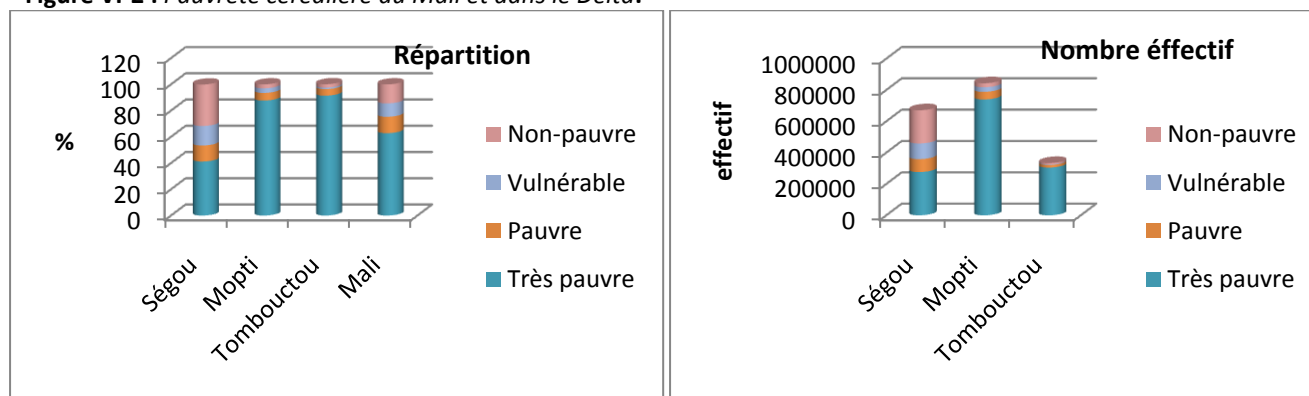 Figure VI-2 : Pauvreté céréalière au Mali et dans le Delta.
Répartition
120
100
80
60
40
20
0
%
Ségou
Mopti
Tombouctou
Mali
Non-pauvre
Vulnérable
Pauvre
Très pauvre
Nombre éffectif
1000000
800000
600000
400000
200000
0
effectif
Ségou
Mopti
Tombouctou
Non-pauvre
Vulnérable
Pauvre
Très pauvre